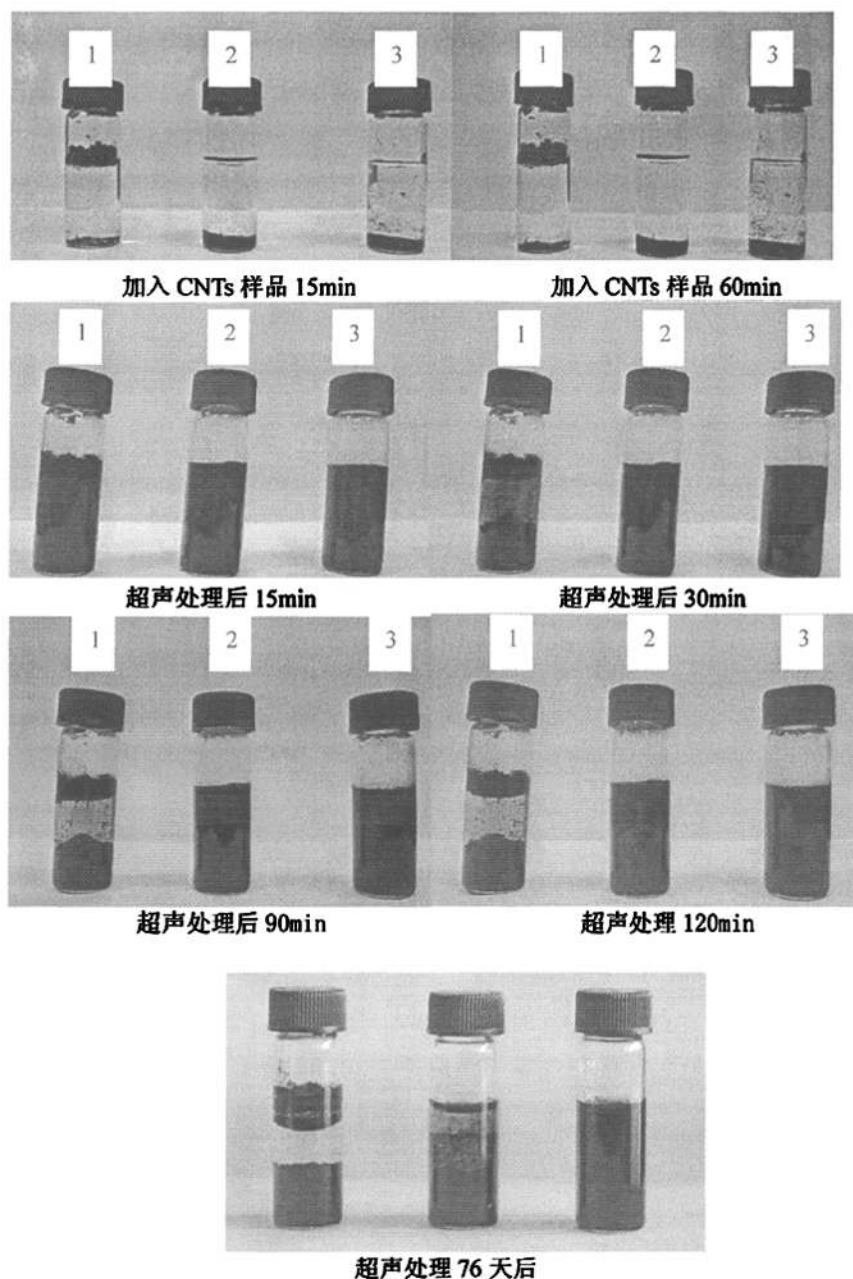 1 2 3 1 2 3
加入 CNTs 样品 15min 加入 CNTs 样品 60min
1 2 3 1 2 3
超声处理后 15min 超声处理后 30min
1 2 3 1 2 3
超声处理后 90min 超声处理 120min
超声处理 76 天后